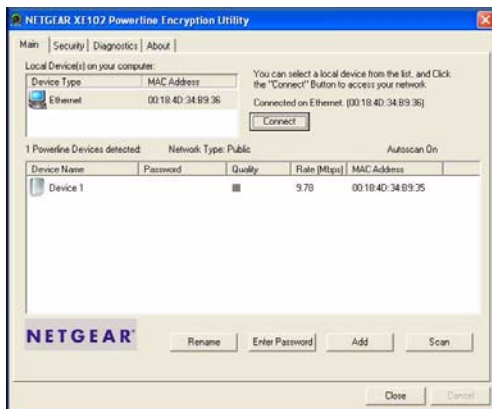 NETGEAR XE102 Powerline Encryption Utility
Main Security Diagnostics About
Local Device(s) on your computer:
Device Type MAC Address
Ethernet 00:18:4D:34:B9:36
You can select a local device from the list, and Click
the "Connect" Button to access your network.
Connected on Ethernet. [00:18:4D:34:B9:36]
Connect
1 Powerline Devices detected: Network Type: Public Autoscan On
Device Name Password Quality Rate [Mbps] MAC Address
Device 1 9.78 00:18:4D:34:B9:35
NETGEAR
Rename Enter Password Add Scan
Close Cancel